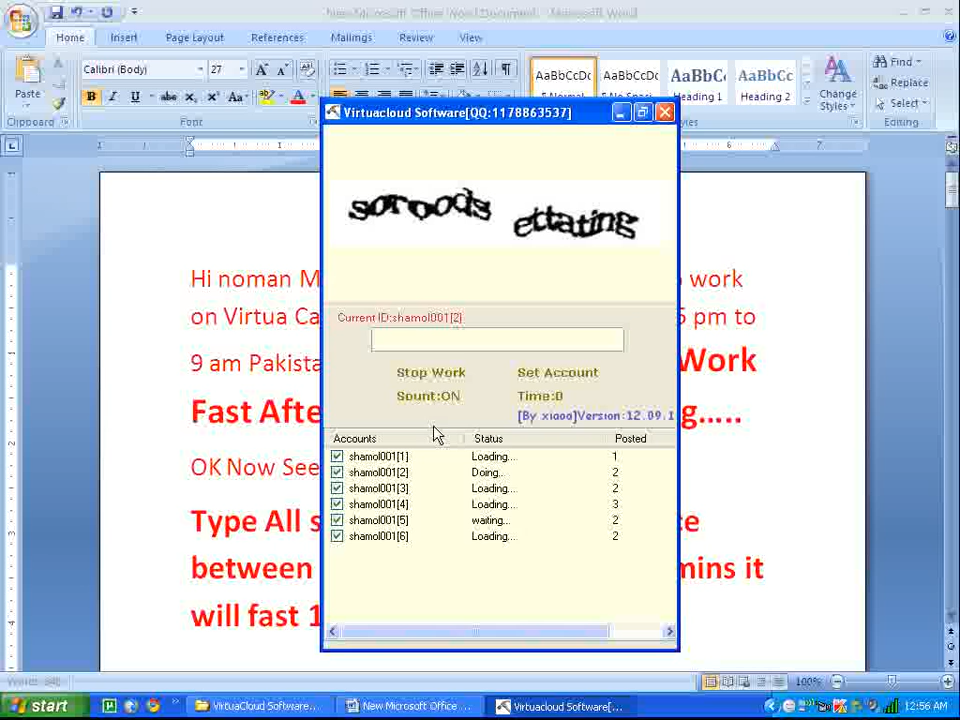 New Microsoft Office Word Document - Microsoft Word
Home Insert Page Layout References Mailings Review View
Calibri (Body) 27
Paste
AaBbCcDc AaBbCcDc AaBbCc AaBbCc
Heading 1 Heading 2
Change Styles
Find
Replace
Select
Clipboard Font Editing
Virtuacloud Software[QQ:1178863537]
soroods ettating
Current ID:shamol001[2]
Stop Work Set Account
Sount:ON Time:0
[By xiaoo]Version:12.09.1
Accounts Status Posted
shamol001[1] Loading... 1
shamol001[2] Doing.. 2
shamol001[3] Loading... 2
shamol001[4] Loading... 3
shamol001[5] waiting... 2
shamol001[6] Loading... 2
Hi noman M work
on Virtua Ca pm to
9 am Pakista Work
Fast Afte g.....
OK Now See
Type All s ce
between mins it
will fast 1
100%
start VirtuaCloud Software... New Microsoft Office ... Virtuacloud Software[... 12:56 AM